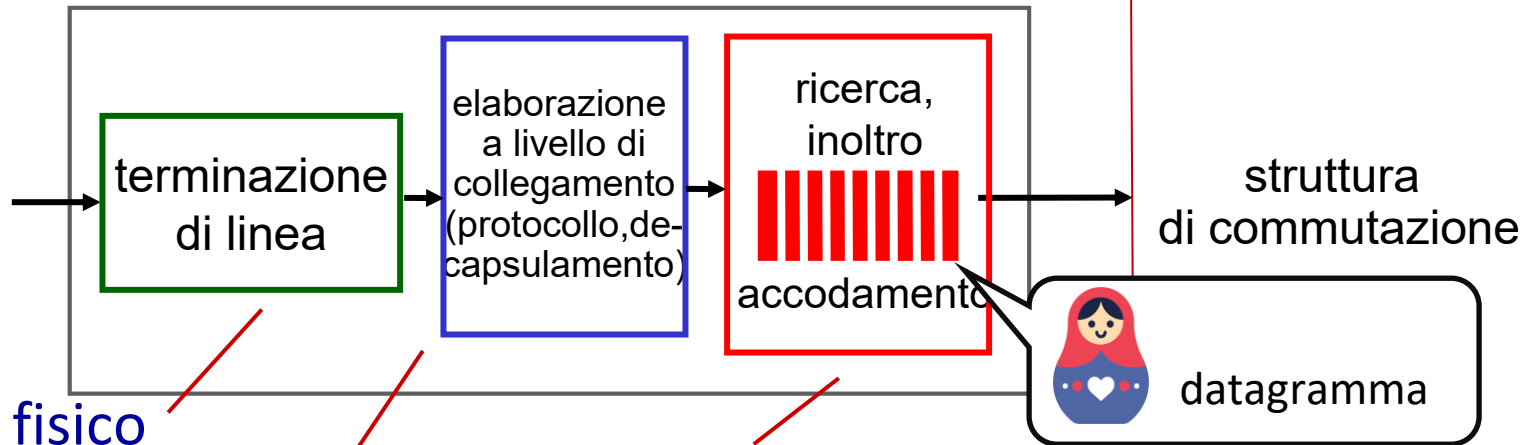 terminazione
di linea
elaborazione
a livello di
collegamento
(protocollo,de-
capsulamento)
ricerca,
inoltro
accodamento
struttura
di commutazione
datagramma
fisico